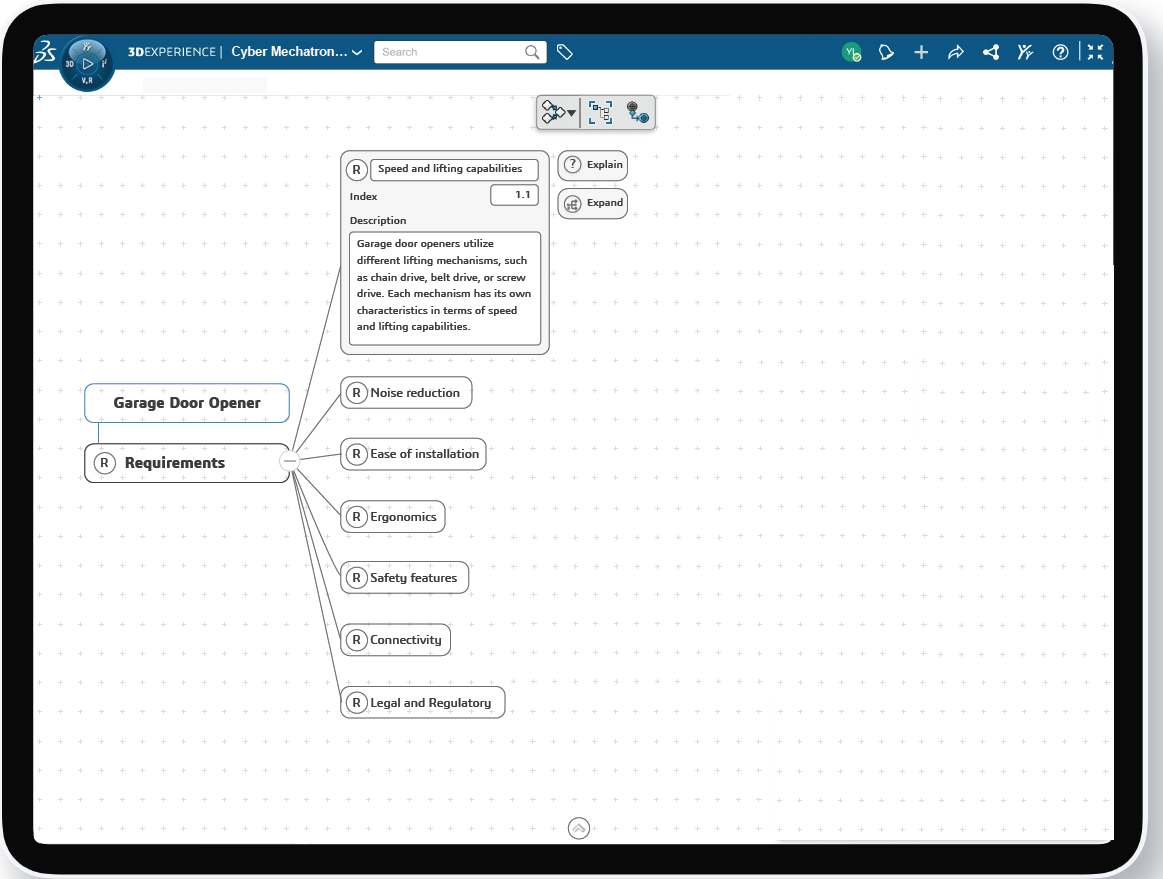 3DEXPERIENCE | Cyber Mechatron...
Search
YI
3D
V.R
R Speed and lifting capabilities
Explain
Index 1.1
Expand
Description
Garage door openers utilize
different lifting mechanisms, such
as chain drive, belt drive, or screw
drive. Each mechanism has its own
characteristics in terms of speed
and lifting capabilities.
R Noise reduction
Garage Door Opener
R Ease of installation
R Requirements
R Ergonomics
R Safety features
R Connectivity
R Legal and Regulatory